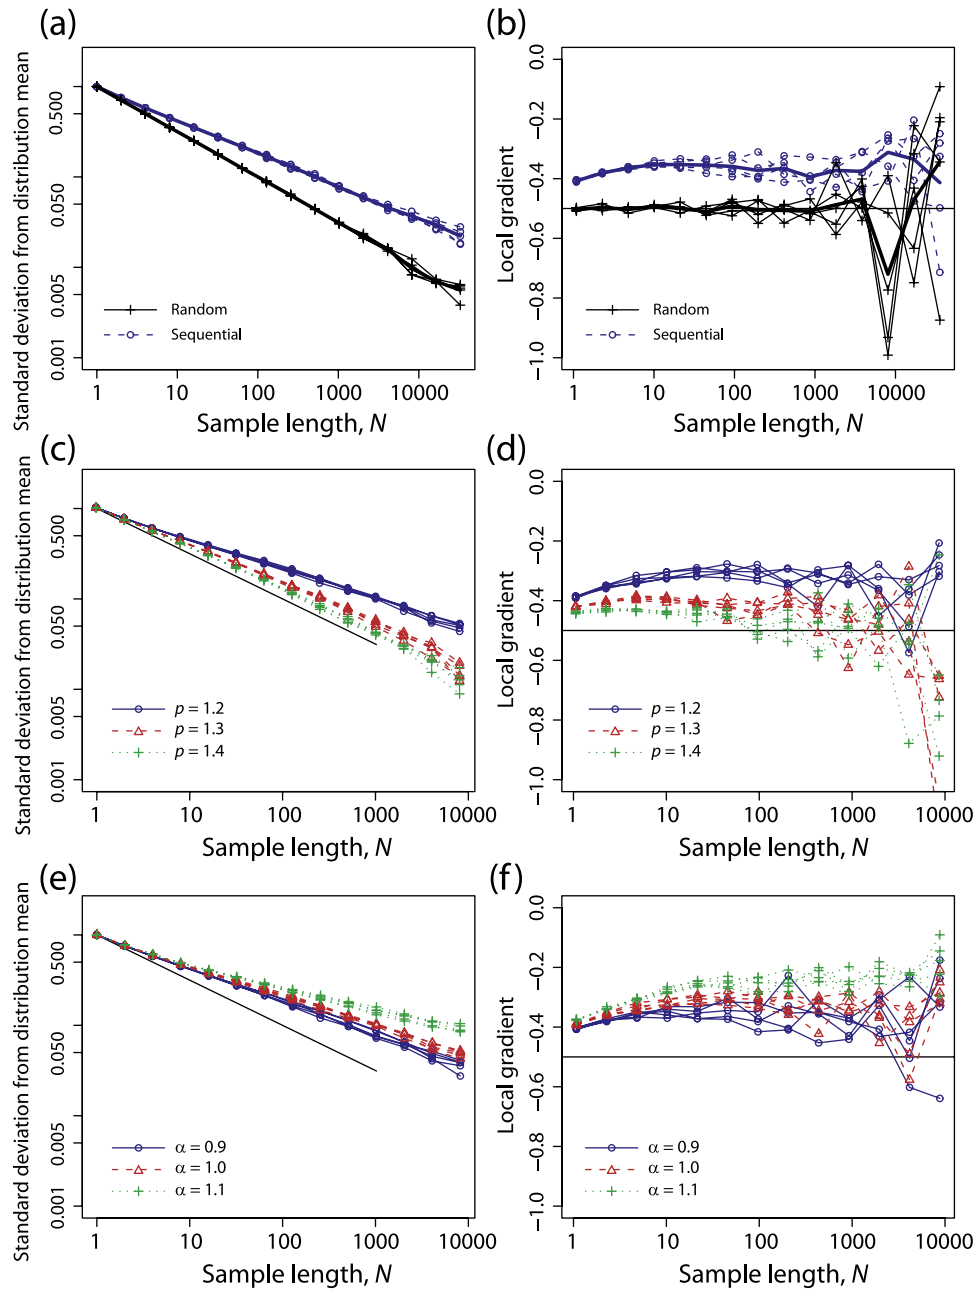 (a)
Standard deviation from distribution mean
0.500
0.050
0.005
0.001
Random
Sequential
1
10
100
1000
10000
Sample length, N
(b)
Local gradient
0.0
−0.2
−0.4
−0.6
−0.8
−1.0
Random
Sequential
1
10
100
1000
10000
Sample length, N
(c)
Standard deviation from distribution mean
0.500
0.050
0.005
0.001
p = 1.2
p = 1.3
p = 1.4
1
10
100
1000
10000
Sample length, N
(d)
Local gradient
0.0
−0.2
−0.4
−0.6
−0.8
−1.0
p = 1.2
p = 1.3
p = 1.4
1
10
100
1000
10000
Sample length, N
(e)
Standard deviation from distribution mean
0.500
0.050
0.005
0.001
α = 0.9
α = 1.0
α = 1.1
1
10
100
1000
10000
Sample length, N
(f)
Local gradient
0.0
−0.2
−0.4
−0.6
−0.8
−1.0
α = 0.9
α = 1.0
α = 1.1
1
10
100
1000
10000
Sample length, N